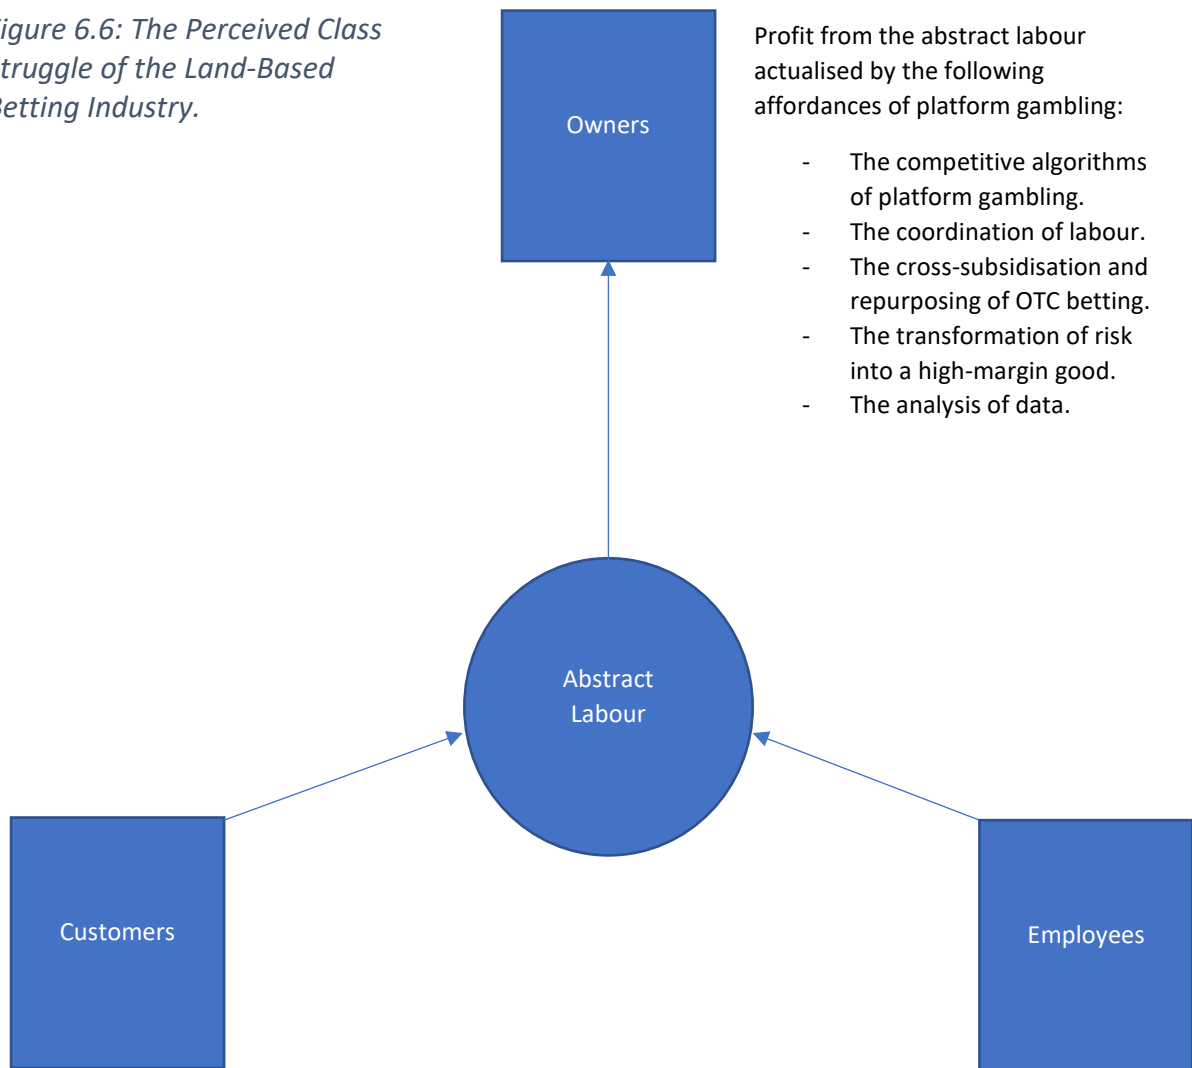 igure 6.6: The Perceived Class
truggle of the Land-Based
etting Industry.
Profit from the abstract labour
actualised by the following
affordances of platform gambling:
- The competitive algorithms
of platform gambling.
- The coordination of labour.
- The cross-subsidisation and
repurposing of OTC betting.
- The transformation of risk
into a high-margin good.
- The analysis of data.
Owners
Abstract
Labour
Customers
Employees